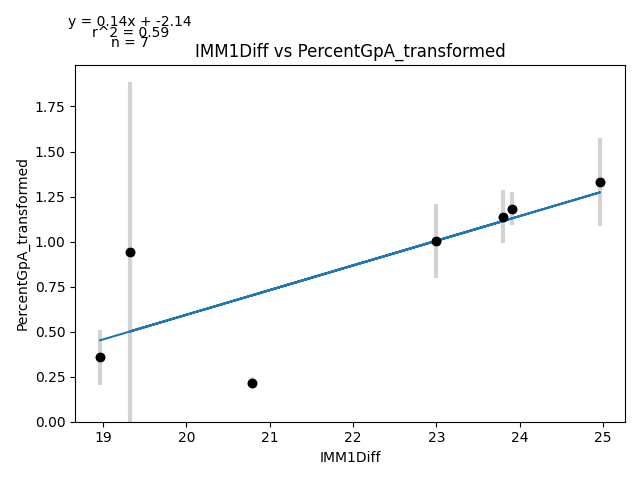 y = 0.14x + -2.14
r^2 = 0.59
n = 7
IMM1Diff vs PercentGpA_transformed
PercentGpA_transformed
1.75
1.50
1.25
1.00
0.75
0.50
0.25
0.00
19 20 21 22 23 24 25
IMM1Diff